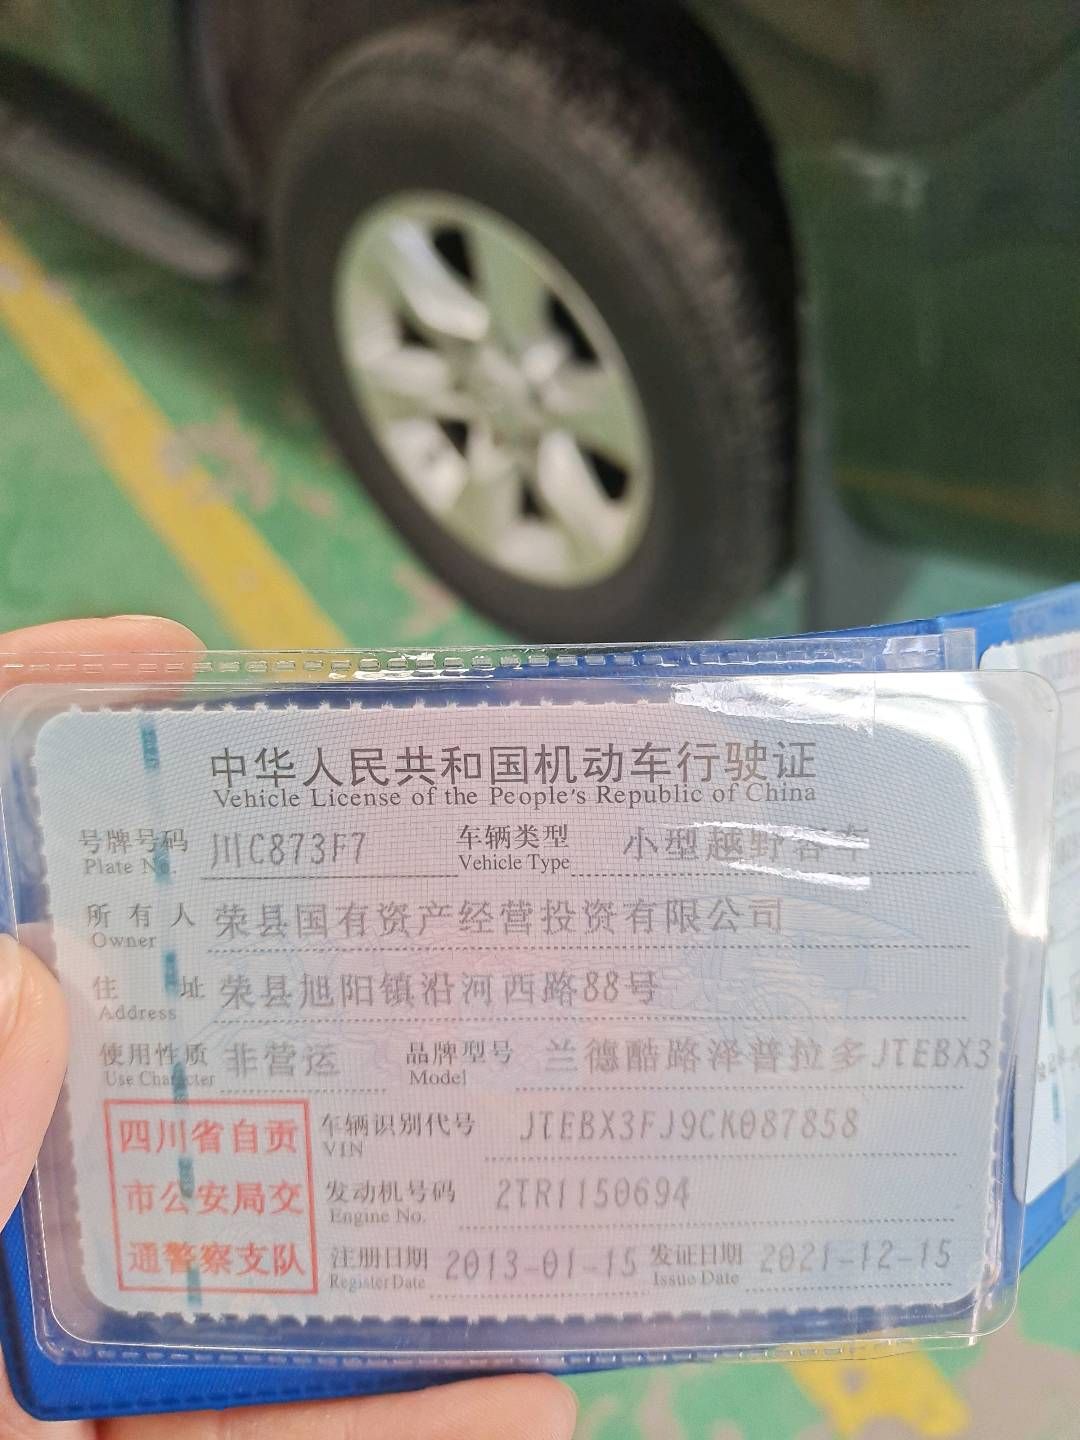 中华人民共和国机动车行驶证
Vehicle License of the People's Republic of China
号牌号码 川C873F7 车辆类型 小型越野客车
Plate No. Vehicle Type
所有人 荣县国有资产经营投资有限公司
Owner
住址 荣县旭阳镇沿河西路88号
Address
使用性质 非营运 品牌型号 兰德酷路泽普拉多JTEBX3
Use Character Model
四川省自贡
市公安局交
通警察支队
车辆识别代号 JTEBX3FJ9CK087858
VIN
发动机号码 2TR1150694
Engine No.
注册日期 2013-01-15 发证日期 2021-12-15
Register Date Issue Date